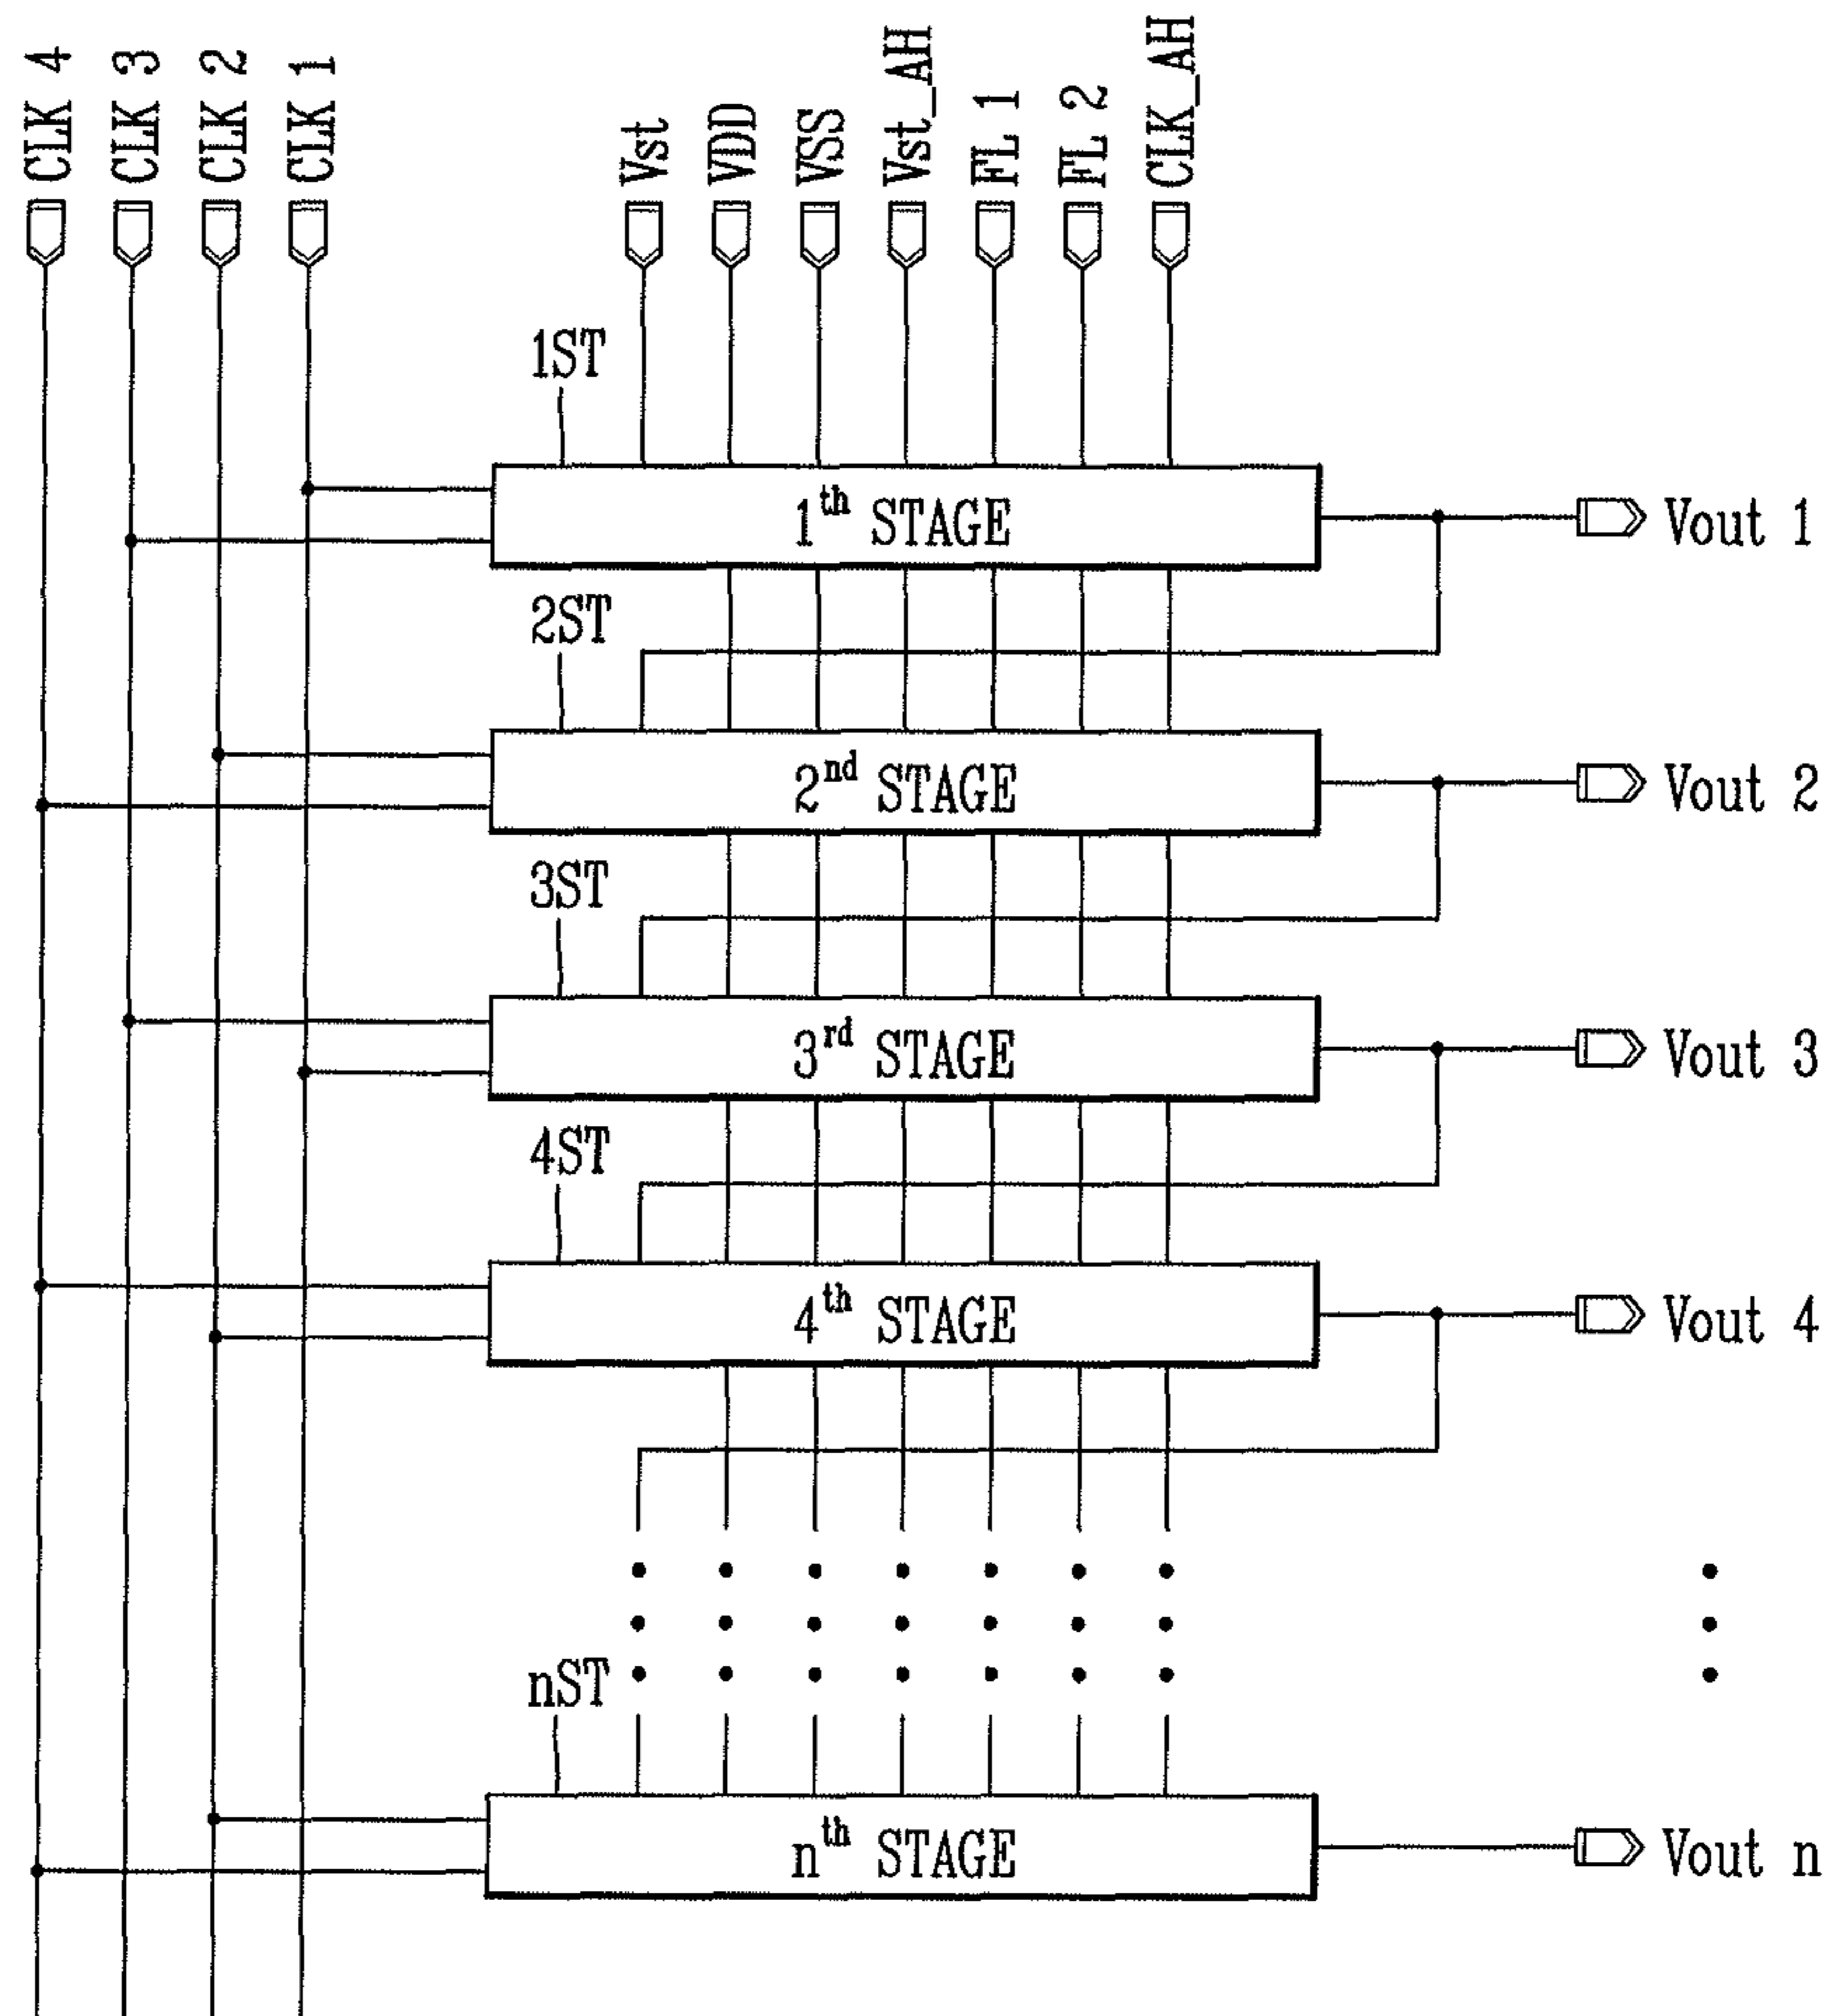 CLK 4
CLK 3
CLK 2
CLK 1
Vst
VDD
VSS
Vst_AH
FL 1
FL 2
CLK_AH
1ST
1th STAGE
Vout 1
2ST
2nd STAGE
Vout 2
3ST
3rd STAGE
Vout 3
4ST
4th STAGE
Vout 4
nST
nth STAGE
Vout n